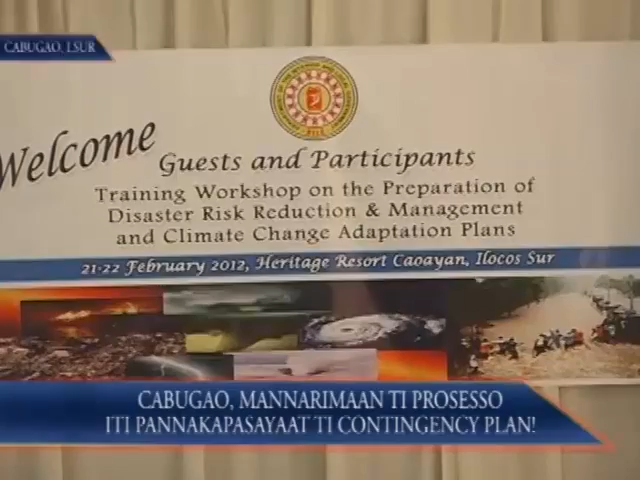 CABUGAO, I.SUR
Welcome
Guests and Participants
Training Workshop on the Preparation of
Disaster Risk Reduction & Management
and Climate Change Adaptation Plans
21-22 February 2012, Heritage Resort Caoayan, Ilocos Sur
CABUGAO, MANNARIMAAN TI PROSESSO
ITI PANNAKAPASAYAAT TI CONTINGENCY PLAN!